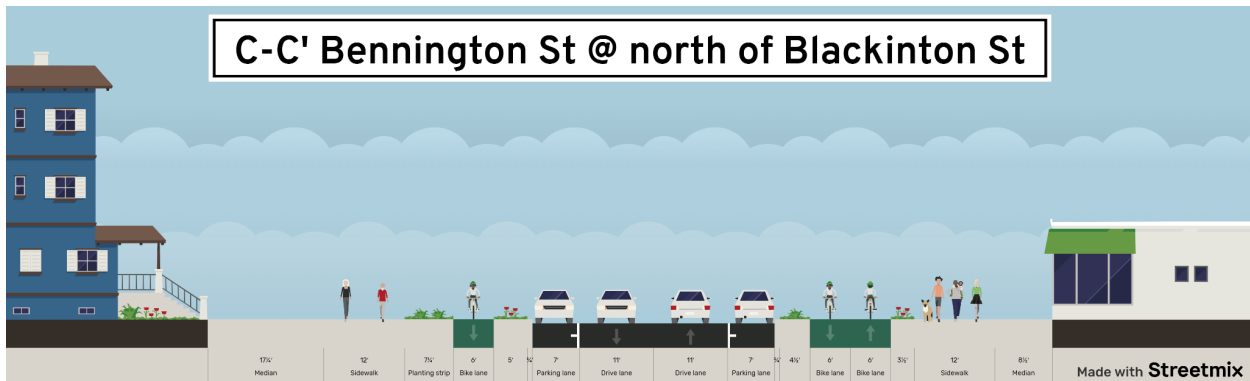 C-C' Bennington St @ north of Blackinton St
17¼' 12' 7¼' 6' 5' ¾' 7' 11' 11' 7' ¾' 4½' 6' 6' 3½' 12' 8½'
Median Sidewalk Planting strip Bike lane Parking lane Drive lane Drive lane Parking lane Bike lane Bike lane Sidewalk Median
Made with Streetmix